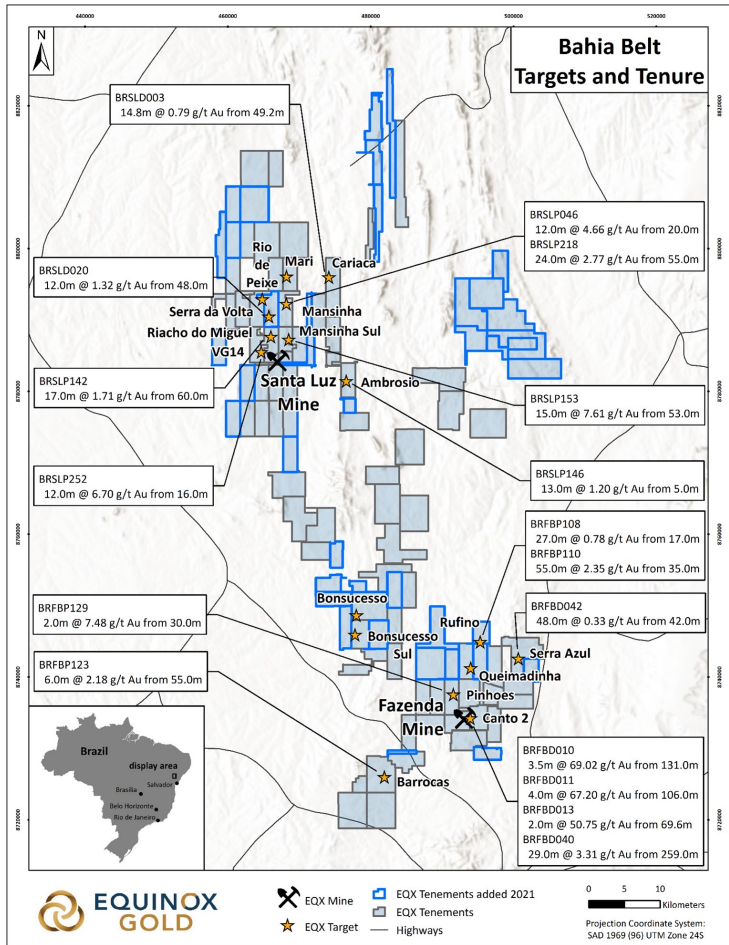 440000
460000
480000
500000
520000
N
Bahia Belt
Targets and Tenure
8820000
8820000
BRSLD003
14.8m @ 0.79 g/t Au from 49.2m
BRSLP046
12.0m @ 4.66 g/t Au from 20.0m
BRSLP218
24.0m @ 2.77 g/t Au from 55.0m
8800000
8800000
BRSLD020
12.0m @ 1.32 g/t Au from 48.0m
Rio
de
Peixe
Mari
Cariaca
Serra da Volta
Mansinha
Riacho do Miguel
Mansinha Sul
VG14
Santa Luz
Mine
Ambrosio
BRSLP142
17.0m @ 1.71 g/t Au from 60.0m
BRSLP153
15.0m @ 7.61 g/t Au from 53.0m
8780000
8780000
BRSLP252
12.0m @ 6.70 g/t Au from 16.0m
BRSLP146
13.0m @ 1.20 g/t Au from 5.0m
BRFBP108
27.0m @ 0.78 g/t Au from 17.0m
BRFBP110
55.0m @ 2.35 g/t Au from 35.0m
8760000
8760000
BRFBP129
2.0m @ 7.48 g/t Au from 30.0m
BRFBD042
48.0m @ 0.33 g/t Au from 42.0m
Bonsucesso
Bonsucesso
Sul
Rufino
Serra Azul
Queimadinha
BRFBP123
6.0m @ 2.18 g/t Au from 55.0m
8740000
8740000
Pinhoes
Fazenda
Mine
Canto 2
Barrocas
BRFBD010
3.5m @ 69.02 g/t Au from 131.0m
BRFBD011
4.0m @ 67.20 g/t Au from 106.0m
BRFBD013
2.0m @ 50.75 g/t Au from 69.6m
BRFBD040
29.0m @ 3.31 g/t Au from 259.0m
8720000
8720000
Brazil
display area
Salvador
Brasilia
Belo Horizonte
Rio de Janeiro
EQUINOX
GOLD
EQX Mine
EQX Target
EQX Tenements added 2021
EQX Tenements
Highways
0 5 10
Kilometers
Projection Coordinate System:
SAD 1969 (96) UTM Zone 24S